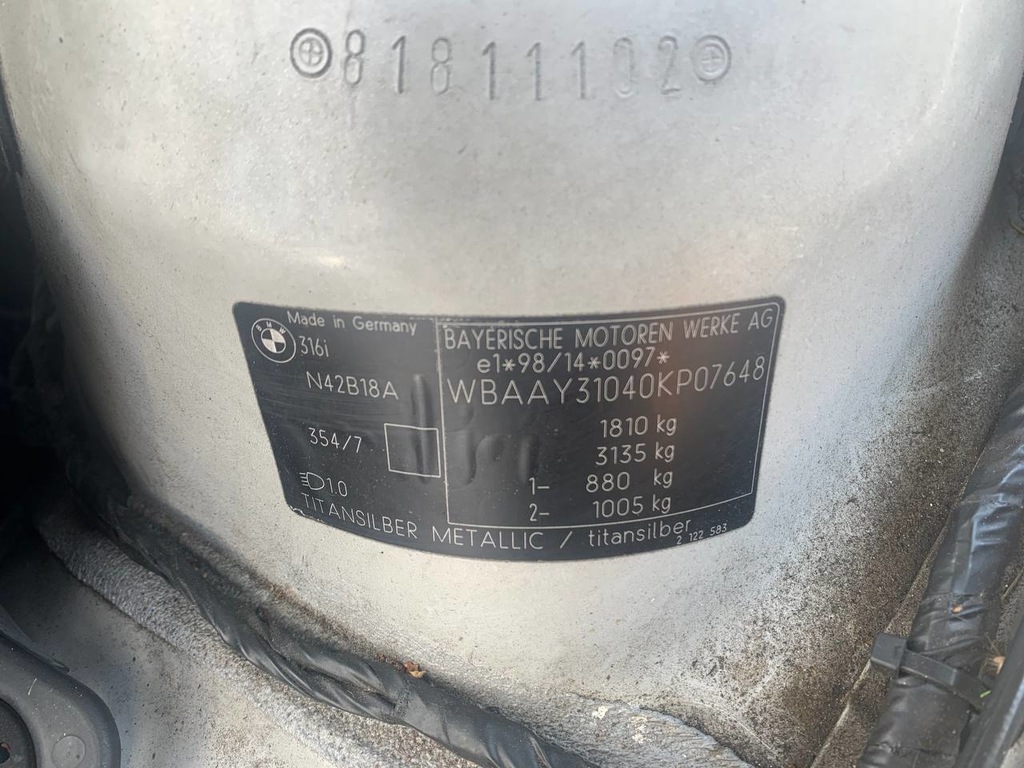 81811102
BMW
Made in Germany
316i
N42B18A
354/7
1.0
BAYERISCHE MOTOREN WERKE AG
e1*98/14*0097*
WBAAY31040KP07648
1810 kg
3135 kg
1- 880 kg
2- 1005 kg
TITANSILBER METALLIC / titansilber
2 122 583